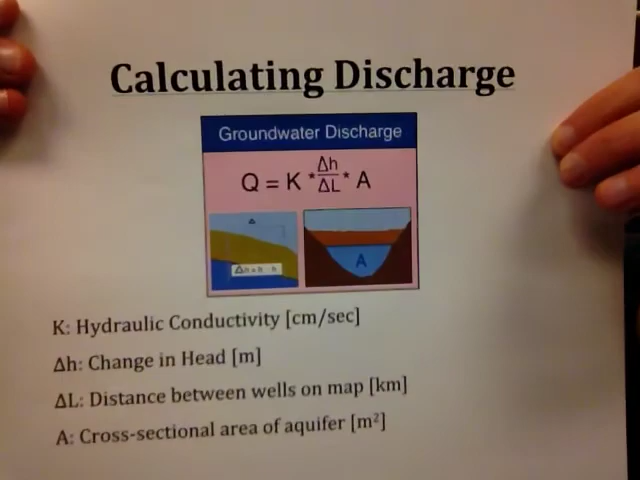 Calculating Discharge
Groundwater Discharge
Q = K * Δh/ΔL * A
A
K: Hydraulic Conductivity [cm/sec]
Δh: Change in Head [m]
ΔL: Distance between wells on map [km]
A: Cross-sectional area of aquifer [m²]